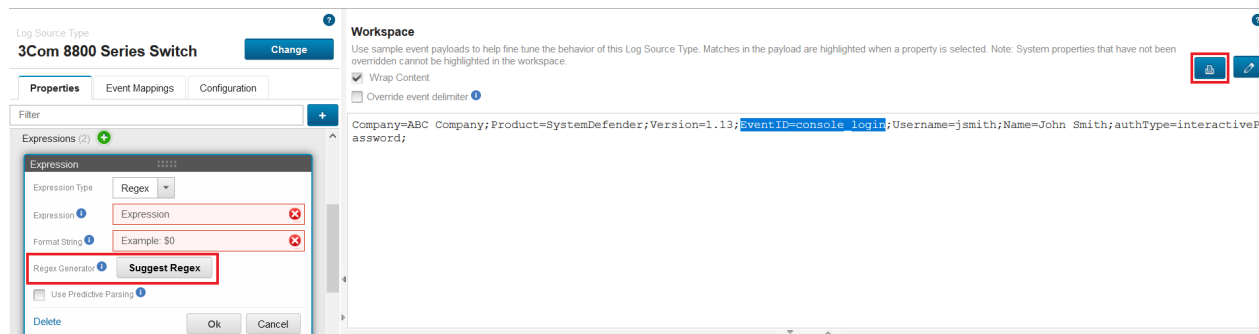 Log Source Type
3Com 8800 Series Switch
Change
Properties
Event Mappings
Configuration
Filter
Expressions (2)
Expression
Expression Type
Regex
Expression
Expression
Format String
Example: $0
Regex Generator
Suggest Regex
Use Predictive Parsing
Delete
Ok
Cancel
Workspace
Use sample event payloads to help fine tune the behavior of this Log Source Type. Matches in the payload are highlighted when a property is selected. Note: System properties that have not been
overridden cannot be highlighted in the workspace.
Wrap Content
Override event delimiter
Company=ABC Company;Product=SystemDefender;Version=1.13;EventID=console_login;Username=jsmith;Name=John Smith;authType=interactiveP
assword;